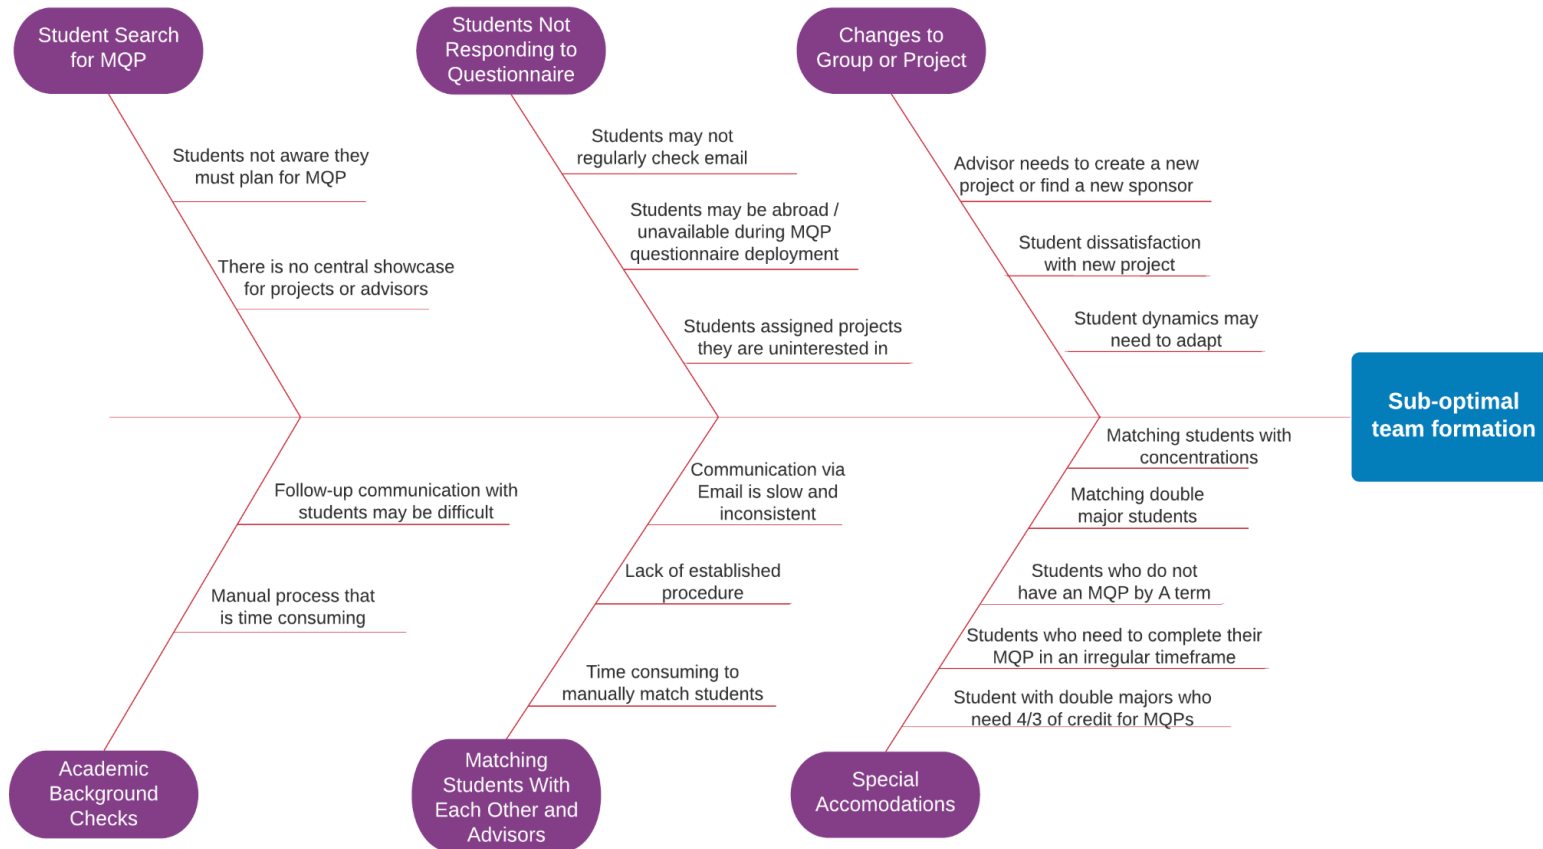 Student Search
for MQP
Students Not
Responding to
Questionnaire
Changes to
Group or Project
Students not aware they
must plan for MQP
There is no central showcase
for projects or advisors
Students may not
regularly check email
Students may be abroad /
unavailable during MQP
questionnaire deployment
Students assigned projects
they are uninterested in
Advisor needs to create a new
project or find a new sponsor
Student dissatisfaction
with new project
Student dynamics may
need to adapt
Sub-optimal
team formation
Follow-up communication with
students may be difficult
Manual process that
is time consuming
Communication via
Email is slow and
inconsistent
Lack of established
procedure
Time consuming to
manually match students
Matching students with
concentrations
Matching double
major students
Students who do not
have an MQP by A term
Students who need to complete their
MQP in an irregular timeframe
Student with double majors who
need 4/3 of credit for MQPs
Academic
Background
Checks
Matching
Students With
Each Other and
Advisors
Special
Accomodations